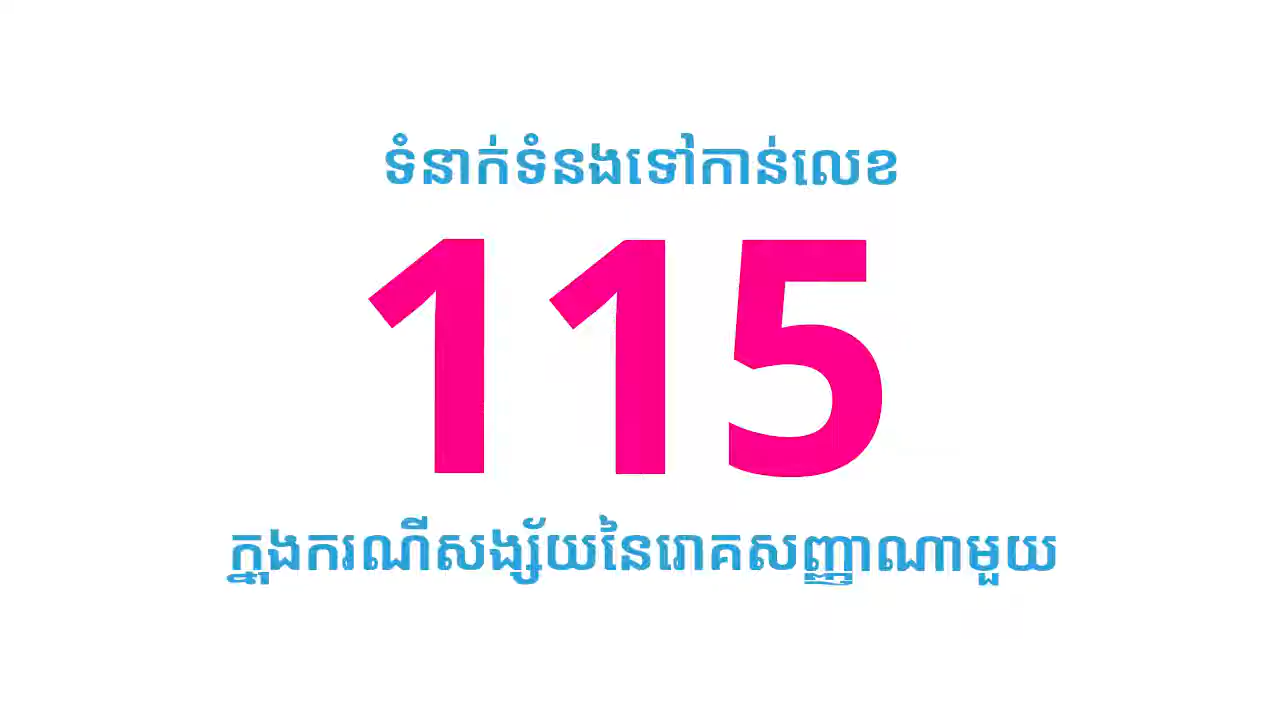 ទំនាក់ទំនងទៅកាន់លេខ
115
ក្នុងករណីសង្ស័យនៃរោគសញ្ញាណាមួយ